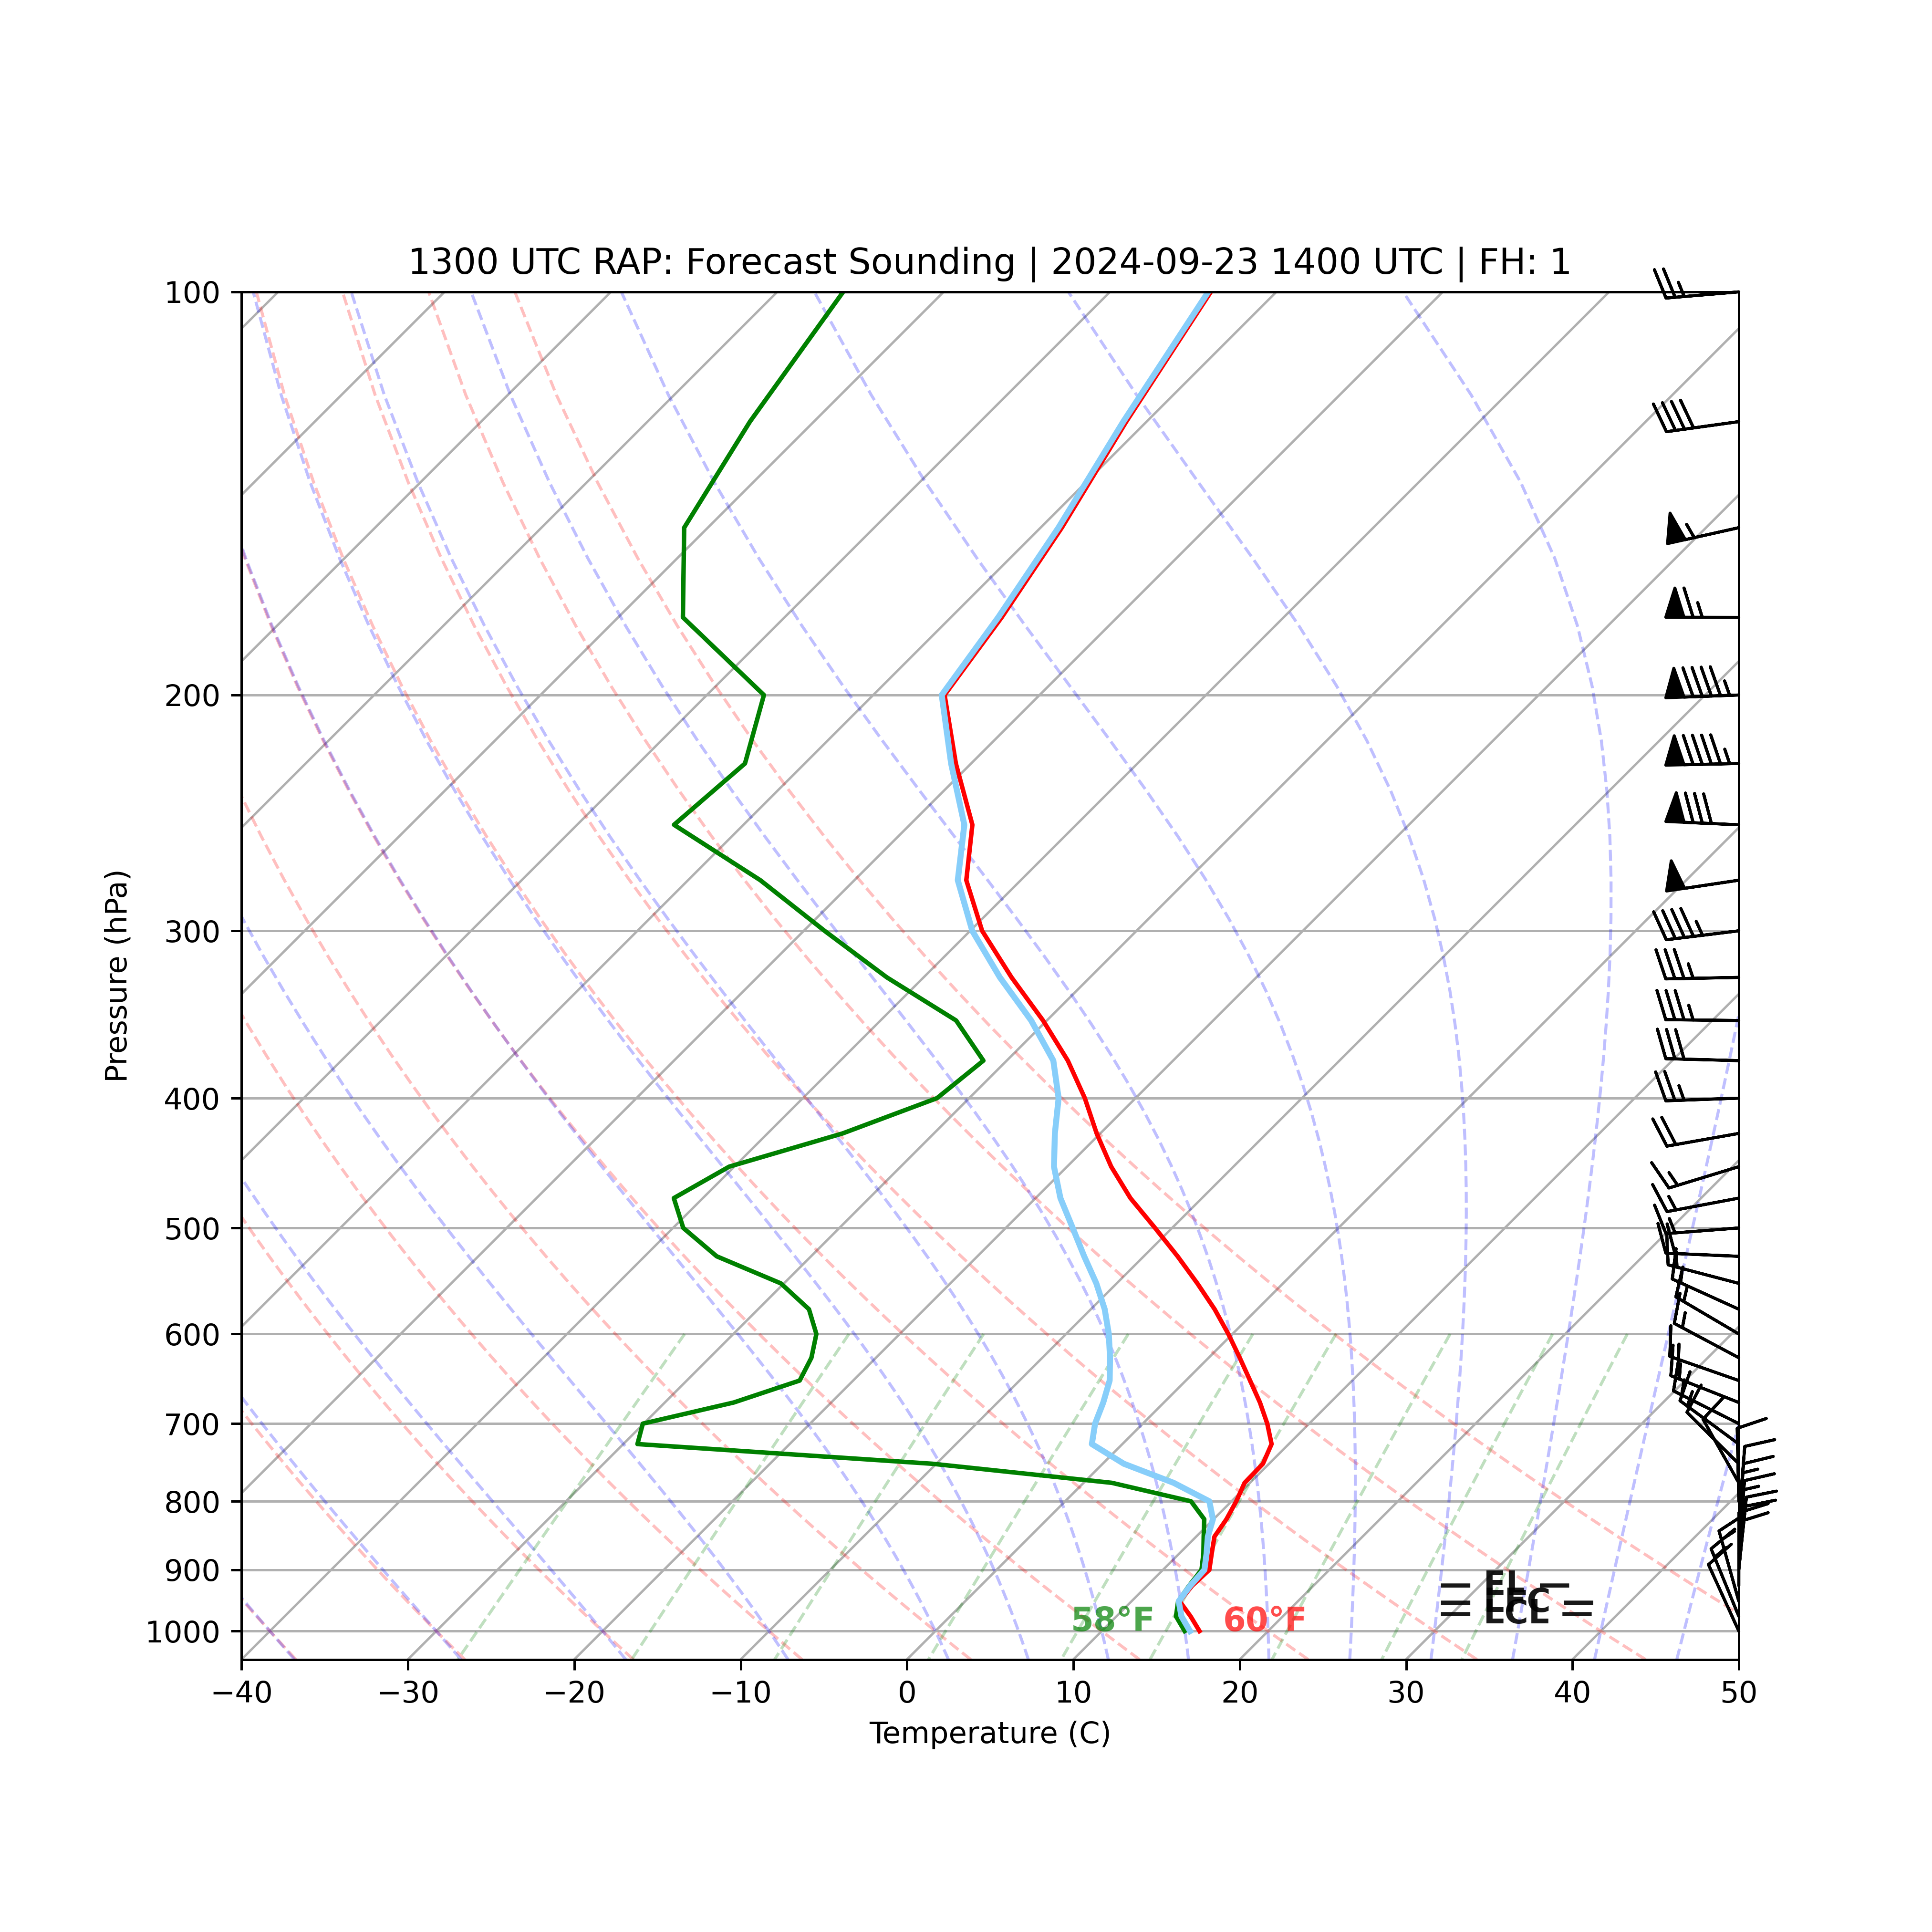 1300 UTC RAP: Forecast Sounding | 2024-09-23 1400 UTC | FH: 1
100
200
300
400
500
600
700
800
900
1000
Pressure (hPa)
— EL —
— LFC —
— LCL —
58°F
60°F
−40 −30 −20 −10 0 10 20 30 40 50
Temperature (C)